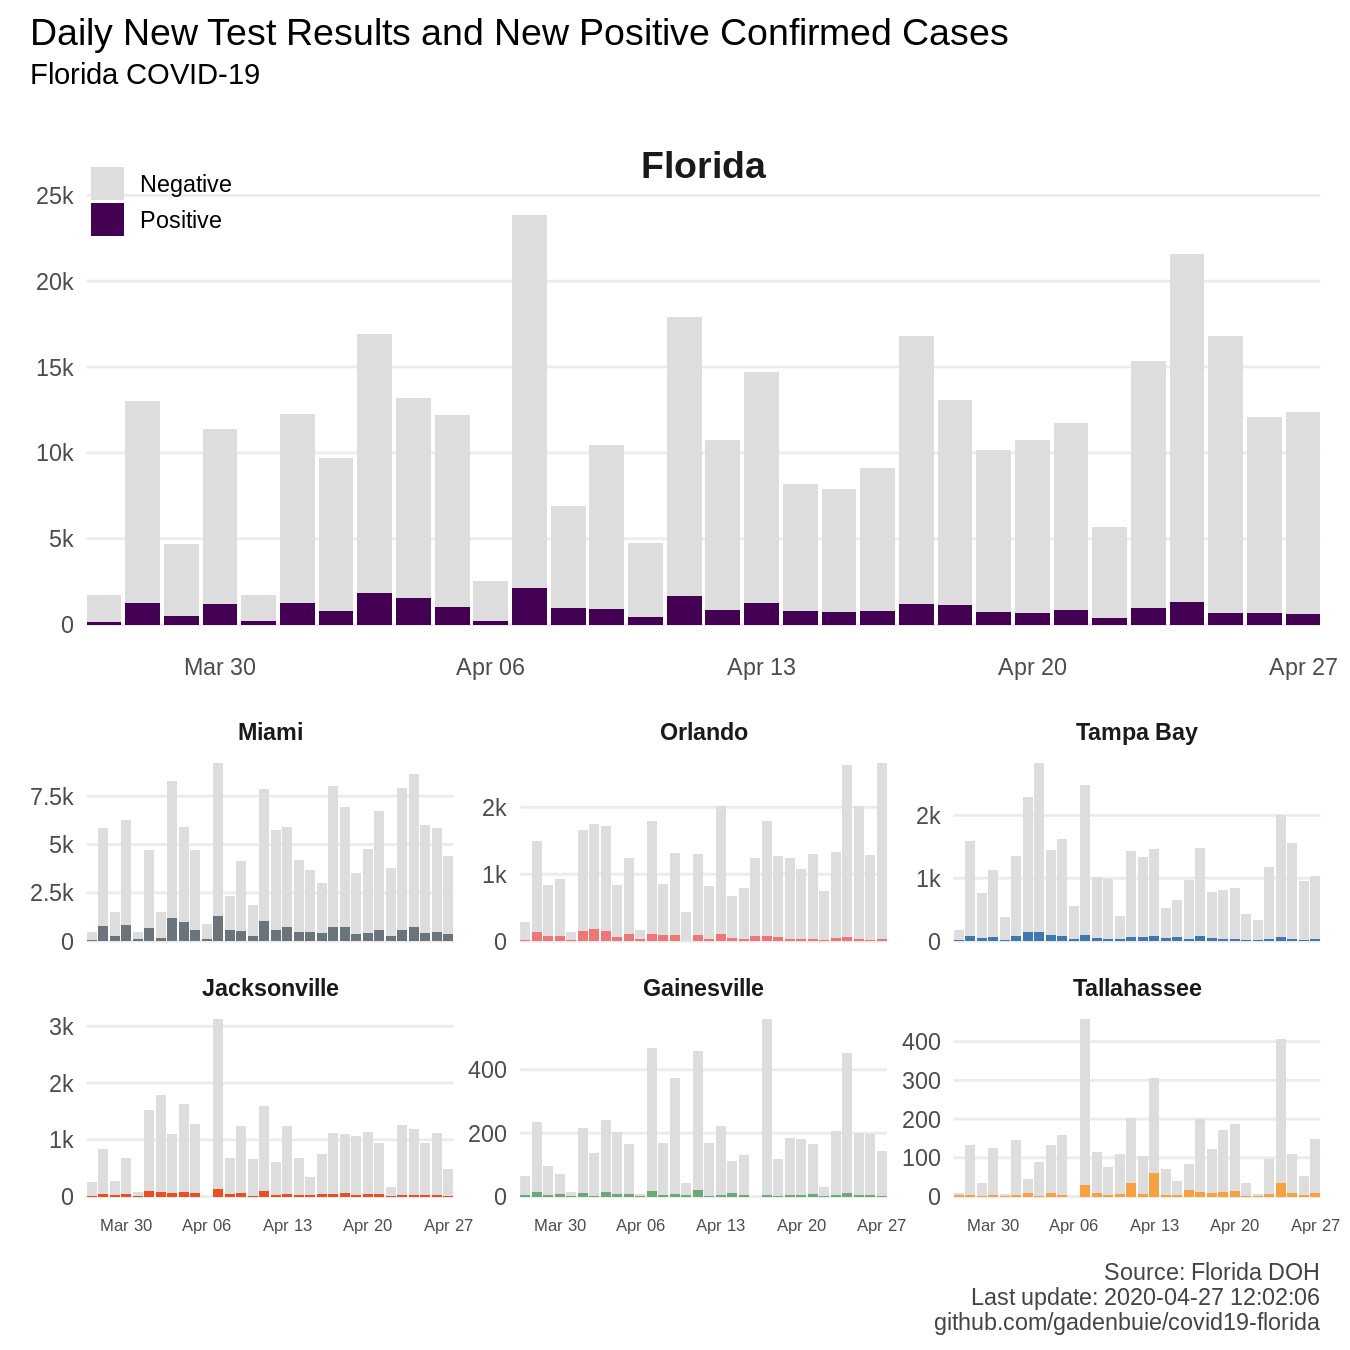 Daily New Test Results and New Positive Confirmed Cases
Florida COVID-19
Florida
Negative
Positive
25k
20k
15k
10k
5k
0
Mar 30 Apr 06 Apr 13 Apr 20 Apr 27
Miami
7.5k
5k
2.5k
0
Orlando
2k
1k
0
Tampa Bay
2k
1k
0
Jacksonville
3k
2k
1k
0
Mar 30 Apr 06 Apr 13 Apr 20 Apr 27
Gainesville
400
200
0
Mar 30 Apr 06 Apr 13 Apr 20 Apr 27
Tallahassee
400
300
200
100
0
Mar 30 Apr 06 Apr 13 Apr 20 Apr 27
Source: Florida DOH
Last update: 2020-04-27 12:02:06
github.com/gadenbuie/covid19-florida